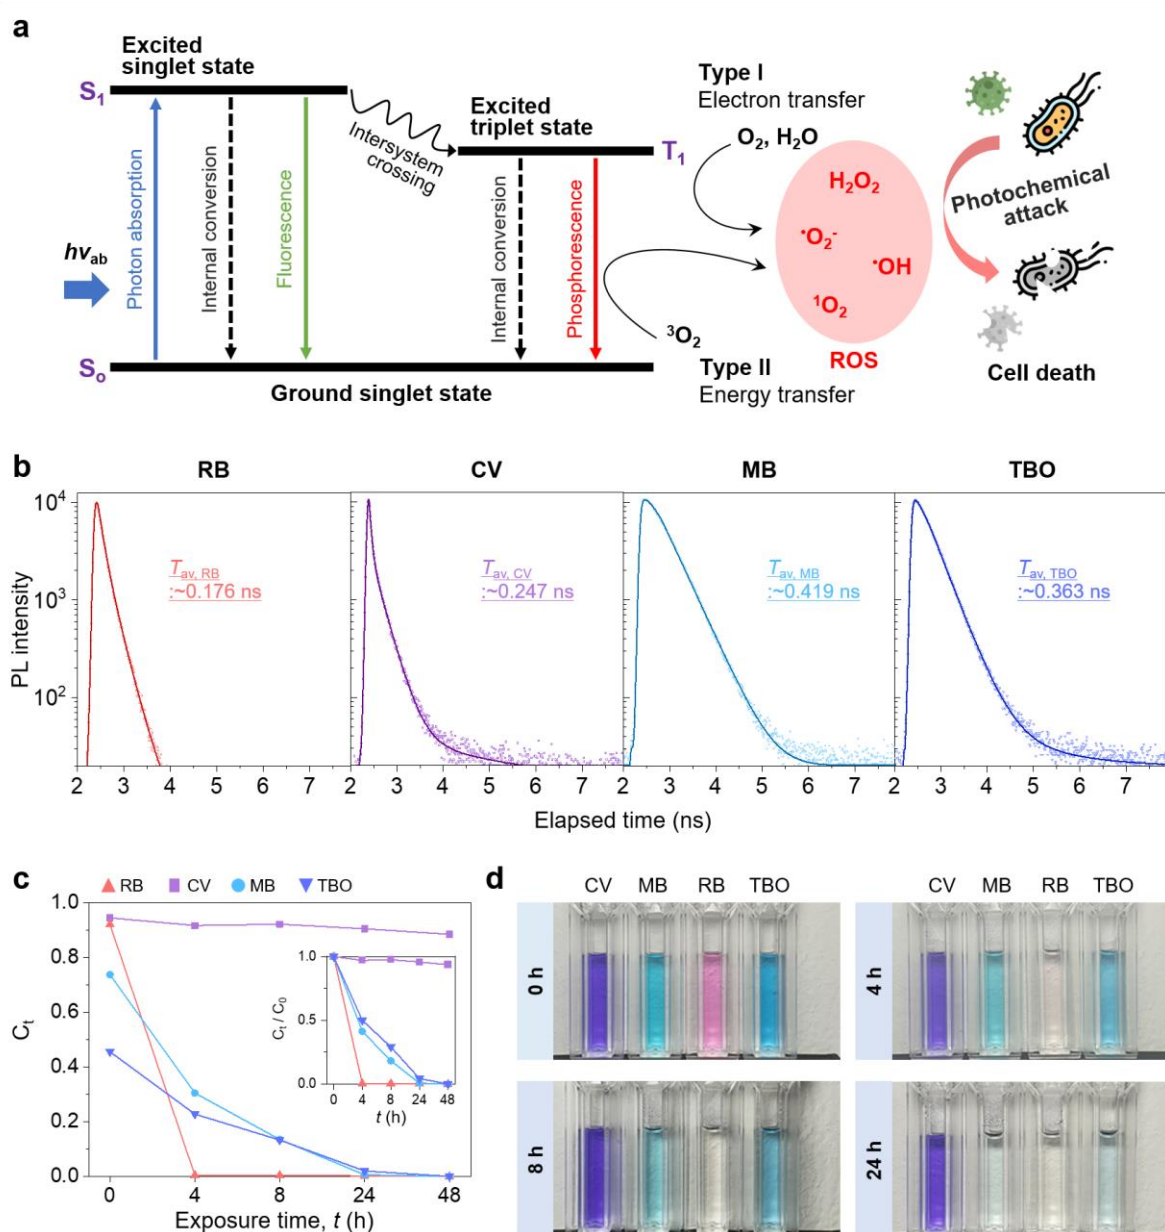 a
Excited
singlet state
S₁
Photon absorption
Internal conversion
Fluorescence
Intersystem
crossing
Excited
triplet state
T₁
Internal conversion
Phosphorescence
hvₐb
Sₒ
Ground singlet state
Type I
Electron transfer
O₂, H₂O
H₂O₂
•O₂⁻
•OH
¹O₂
ROS
³O₂
Type II
Energy transfer
Photochemical
attack
Cell death
b
RB
CV
MB
TBO
PL intensity
10⁴
10³
10²
T av, RB
:~0.176 ns
T av, CV
:~0.247 ns
T av, MB
:~0.419 ns
T av, TBO
:~0.363 ns
2 3 4 5 6 7 2 3 4 5 6 7 2 3 4 5 6 7 2 3 4 5 6 7
Elapsed time (ns)
c
RB CV MB TBO
Cₜ
1.0
0.8
0.6
0.4
0.2
0.0
0 4 8 24 48
Exposure time, t (h)
Cₜ / C₀
1.0
0.5
0.0
0 4 8 24 48
t (h)
d
CV MB RB TBO
0 h
CV MB RB TBO
4 h
8 h
24 h